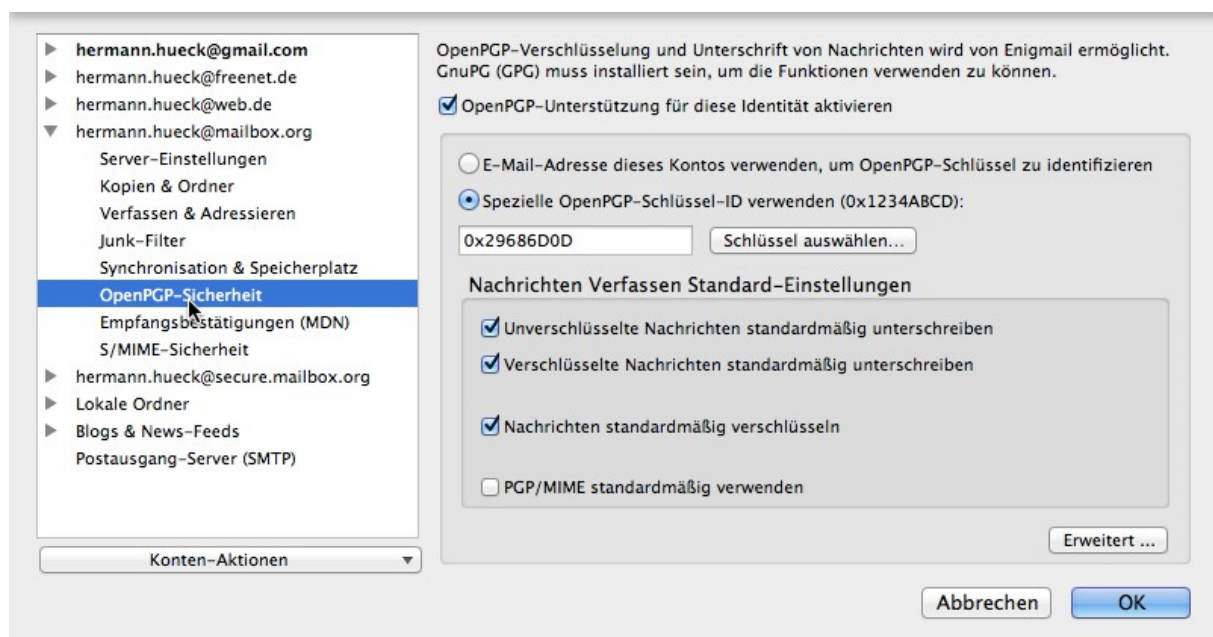 hermann.hueck@gmail.com
hermann.hueck@freenet.de
hermann.hueck@web.de
hermann.hueck@mailbox.org
Server-Einstellungen
Kopien & Ordner
Verfassen & Adressieren
Junk-Filter
Synchronisation & Speicherplatz
OpenPGP-Sicherheit
Empfangsbestätigungen (MDN)
S/MIME-Sicherheit
hermann.hueck@secure.mailbox.org
Lokale Ordner
Blogs & News-Feeds
Postausgang-Server (SMTP)
Konten-Aktionen
OpenPGP-Verschlüsselung und Unterschrift von Nachrichten wird von Enigmail ermöglicht.
GnuPG (GPG) muss installiert sein, um die Funktionen verwenden zu können.
OpenPGP-Unterstützung für diese Identität aktivieren
E-Mail-Adresse dieses Kontos verwenden, um OpenPGP-Schlüssel zu identifizieren
Spezielle OpenPGP-Schlüssel-ID verwenden (0x1234ABCD):
0x29686D0D
Schlüssel auswählen...
Nachrichten Verfassen Standard-Einstellungen
Unverschlüsselte Nachrichten standardmäßig unterschreiben
Verschlüsselte Nachrichten standardmäßig unterschreiben
Nachrichten standardmäßig verschlüsseln
PGP/MIME standardmäßig verwenden
Erweitert ...
Abbrechen
OK